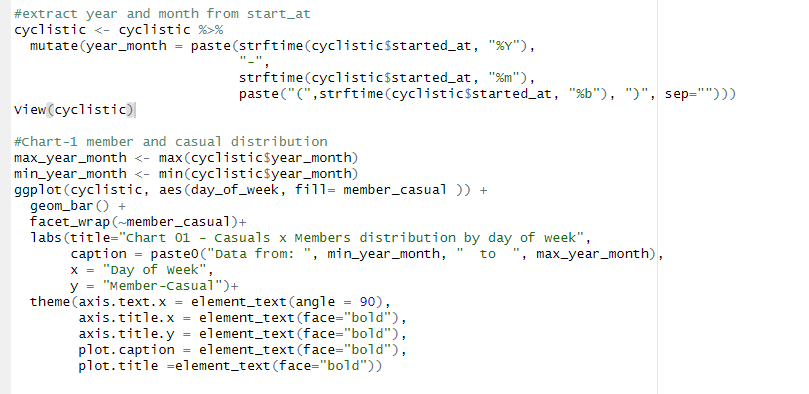 #extract year and month from start_at
cyclistic <- cyclistic %>%
  mutate(year_month = paste(strftime(cyclistic$started_at, "%Y"),
                            "-",
                            strftime(cyclistic$started_at, "%m"),
                            paste("(",strftime(cyclistic$started_at, "%b"), ")", sep="")))
View(cyclistic)
#Chart-1 member and casual distribution
max_year_month <- max(cyclistic$year_month)
min_year_month <- min(cyclistic$year_month)
ggplot(cyclistic, aes(day_of_week, fill= member_casual )) +
  geom_bar() +
  facet_wrap(~member_casual)+
  labs(title="Chart 01 - Casuals x Members distribution by day of week",
       caption = paste0("Data from: ", min_year_month, "  to  ", max_year_month),
       x = "Day of Week",
       y = "Member-Casual")+
  theme(axis.text.x = element_text(angle = 90),
        axis.title.x = element_text(face="bold"),
        axis.title.y = element_text(face="bold"),
        plot.caption = element_text(face="bold"),
        plot.title =element_text(face="bold"))